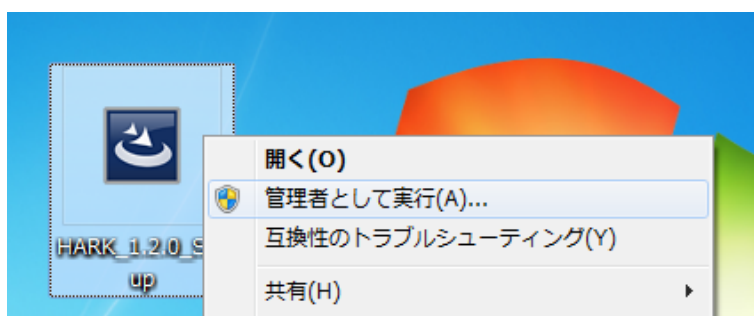 開く(O)
管理者として実行(A)...
互換性のトラブルシューティング(Y)
共有(H)
HARK_1.2.0_S
up